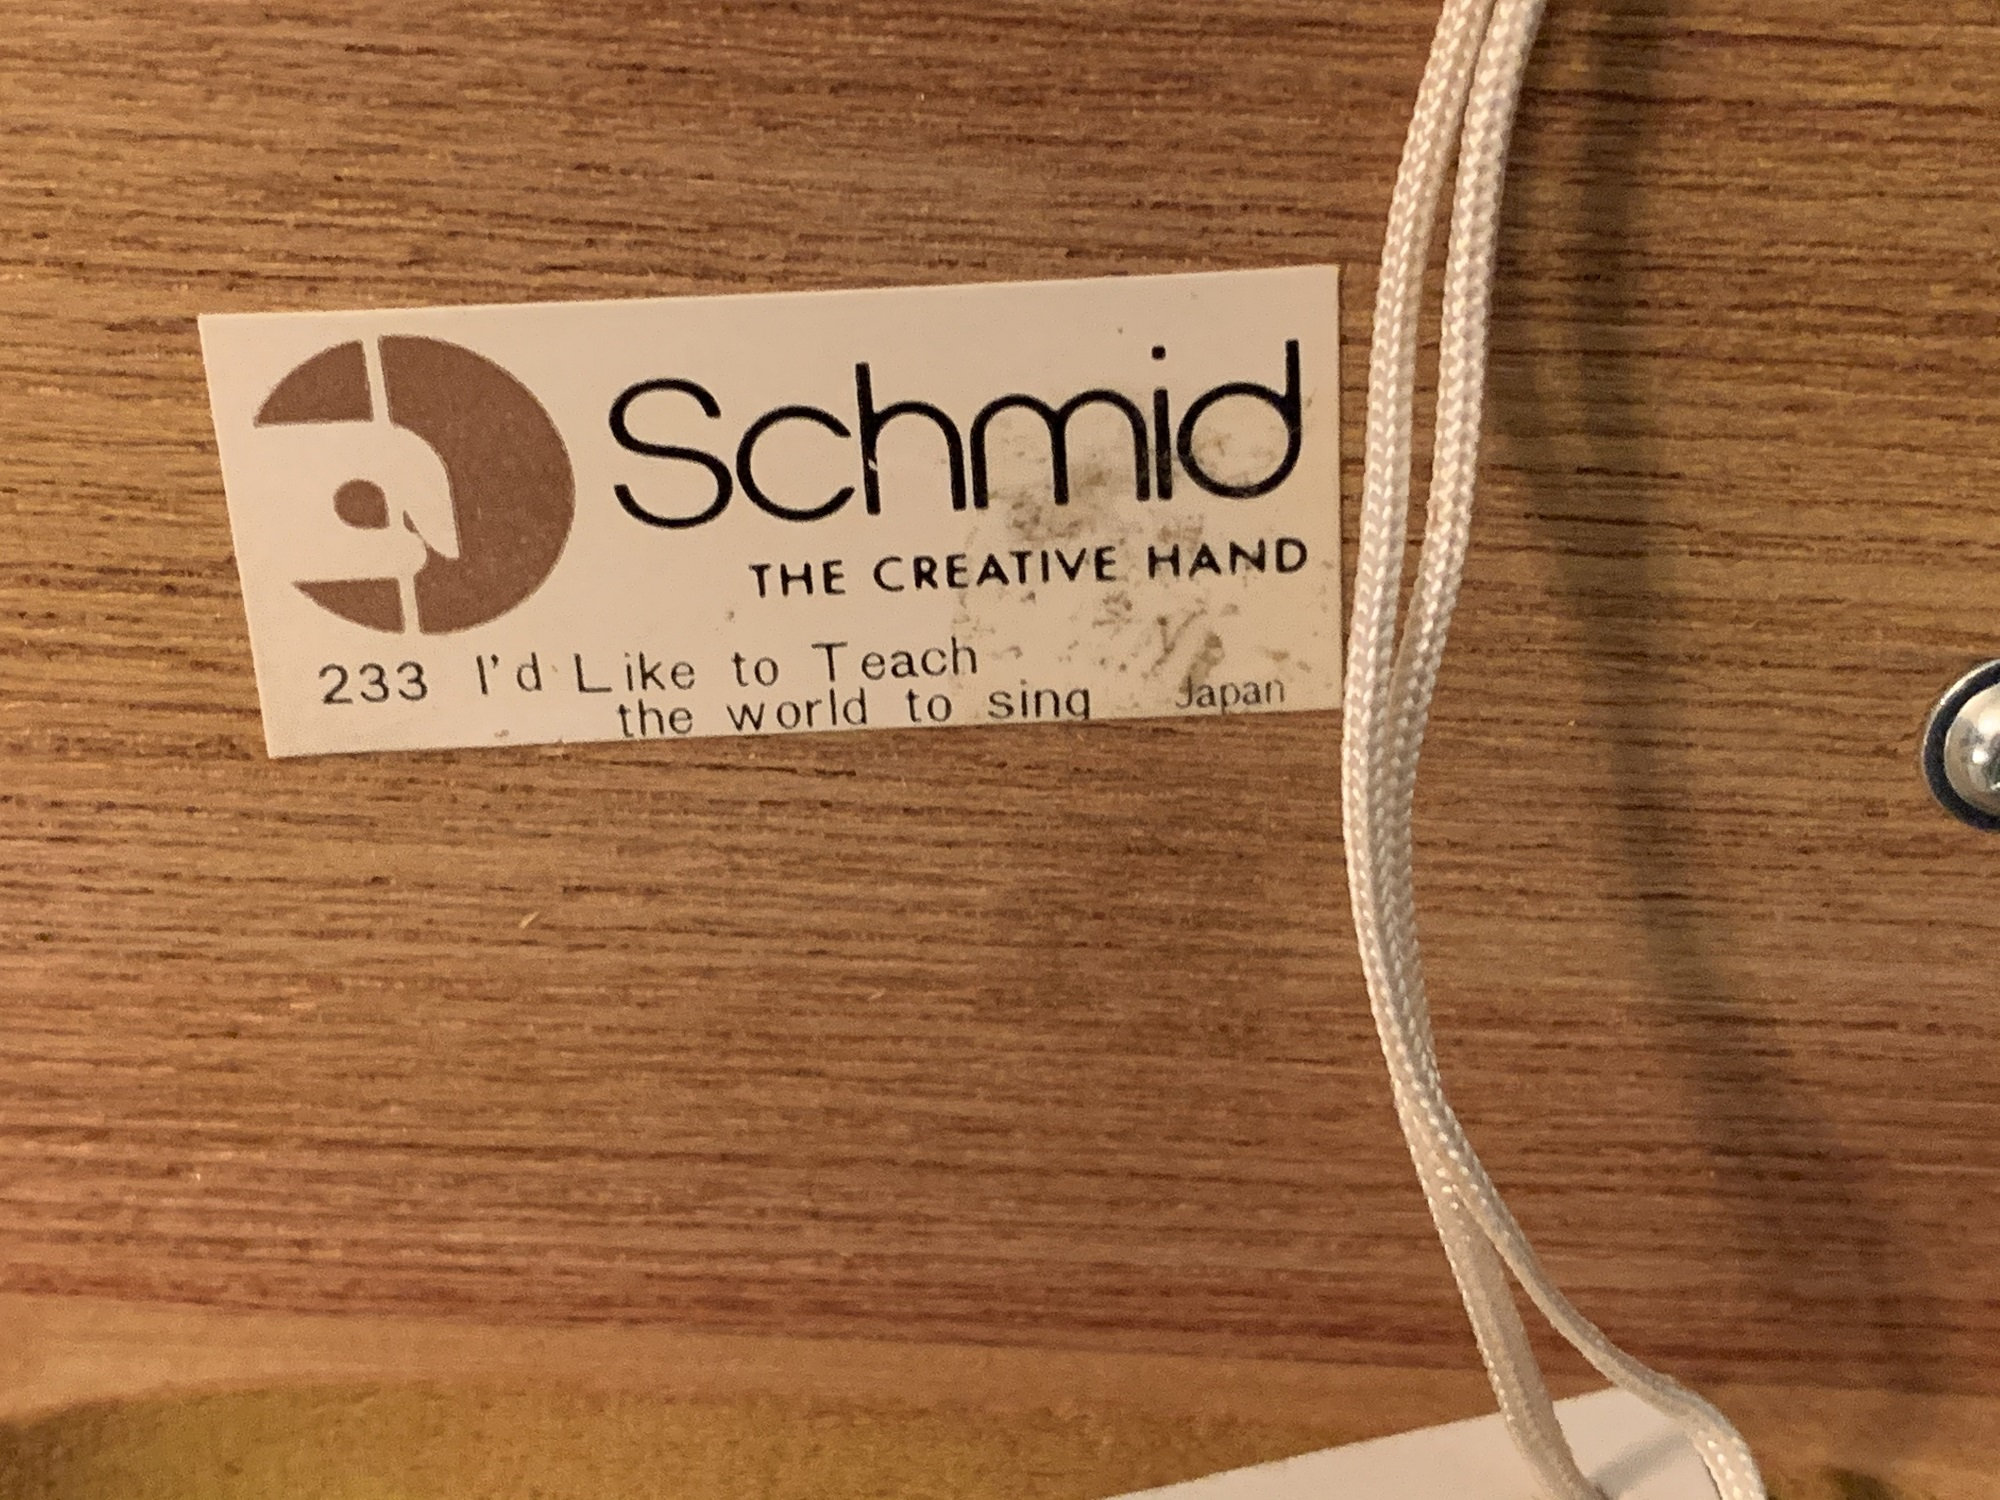 Schmid
THE CREATIVE HAND
233 I'd Like to Teach
the world to sing Japan